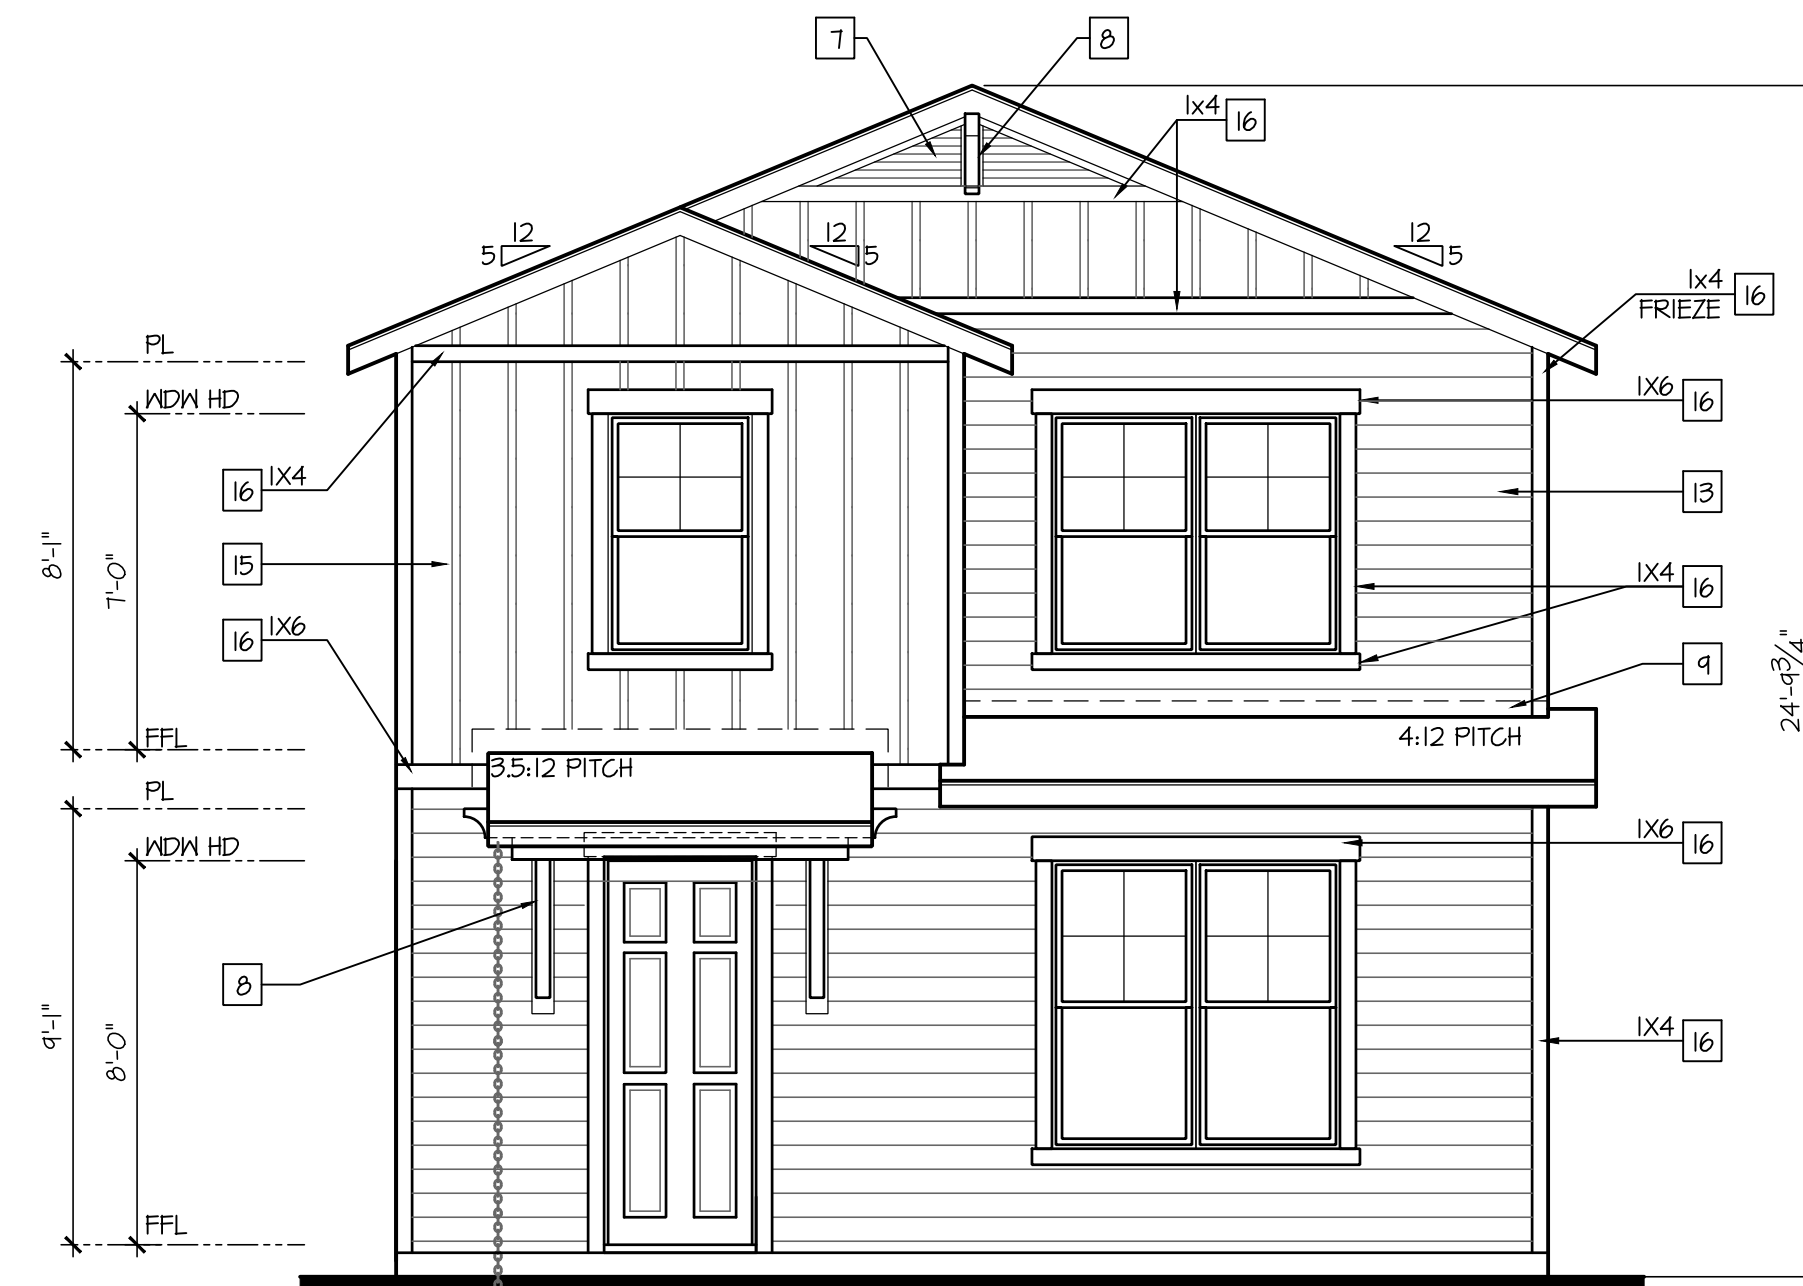 7
8
1x4 16
12
5
12
5
12
5
1x4
FRIEZE 16
PL
WDW HD
1X6 16
16 1X4
13
8'-1"
7'-0"
15
1X4 16
16 1X6
9
24'-9 3/4"
FFL
4:12 PITCH
3.5:12 PITCH
PL
WDW HD
1X6 16
8
9'-1"
8'-0"
1X4 16
FFL